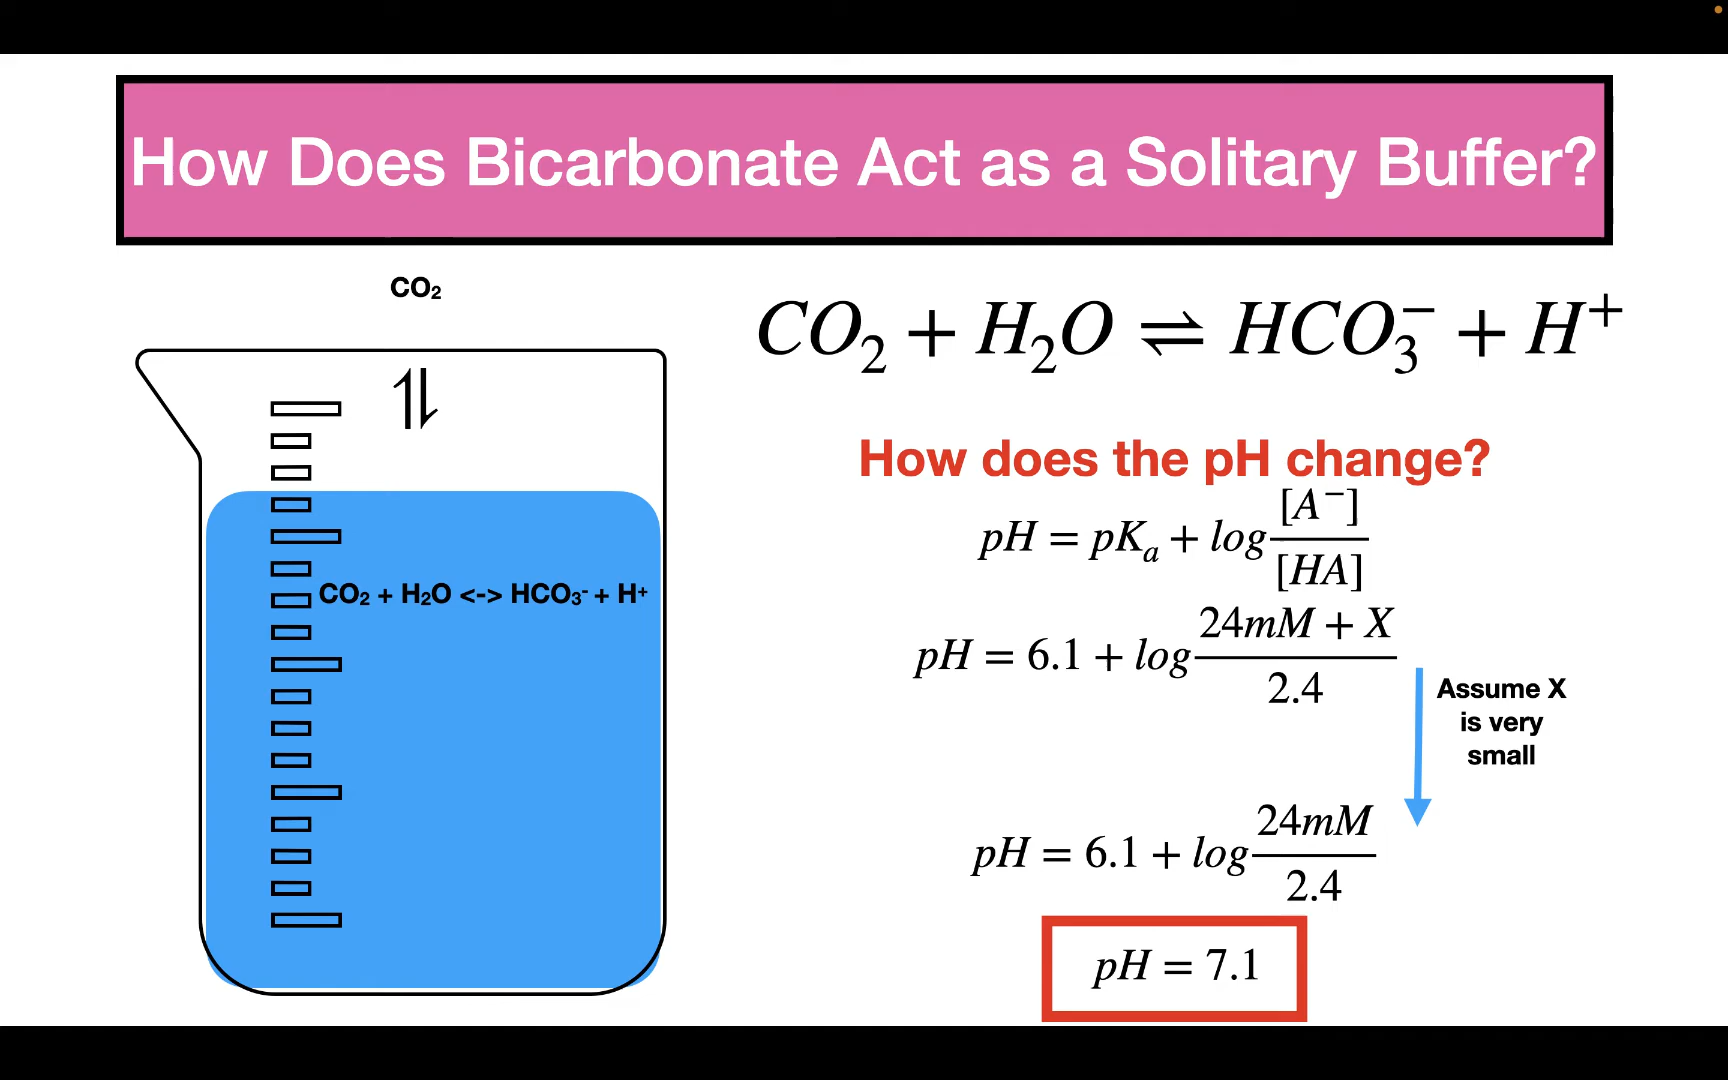 How Does Bicarbonate Act as a Solitary Buffer?
CO₂
CO₂ + H₂O ⇌ HCO₃⁻ + H⁺
How does the pH change?
pH = pKₐ + log [A⁻] / [HA]
CO₂ + H₂O <-> HCO₃⁻ + H⁺
pH = 6.1 + log 24mM + X / 2.4
Assume X
is very
small
pH = 6.1 + log 24mM / 2.4
pH = 7.1